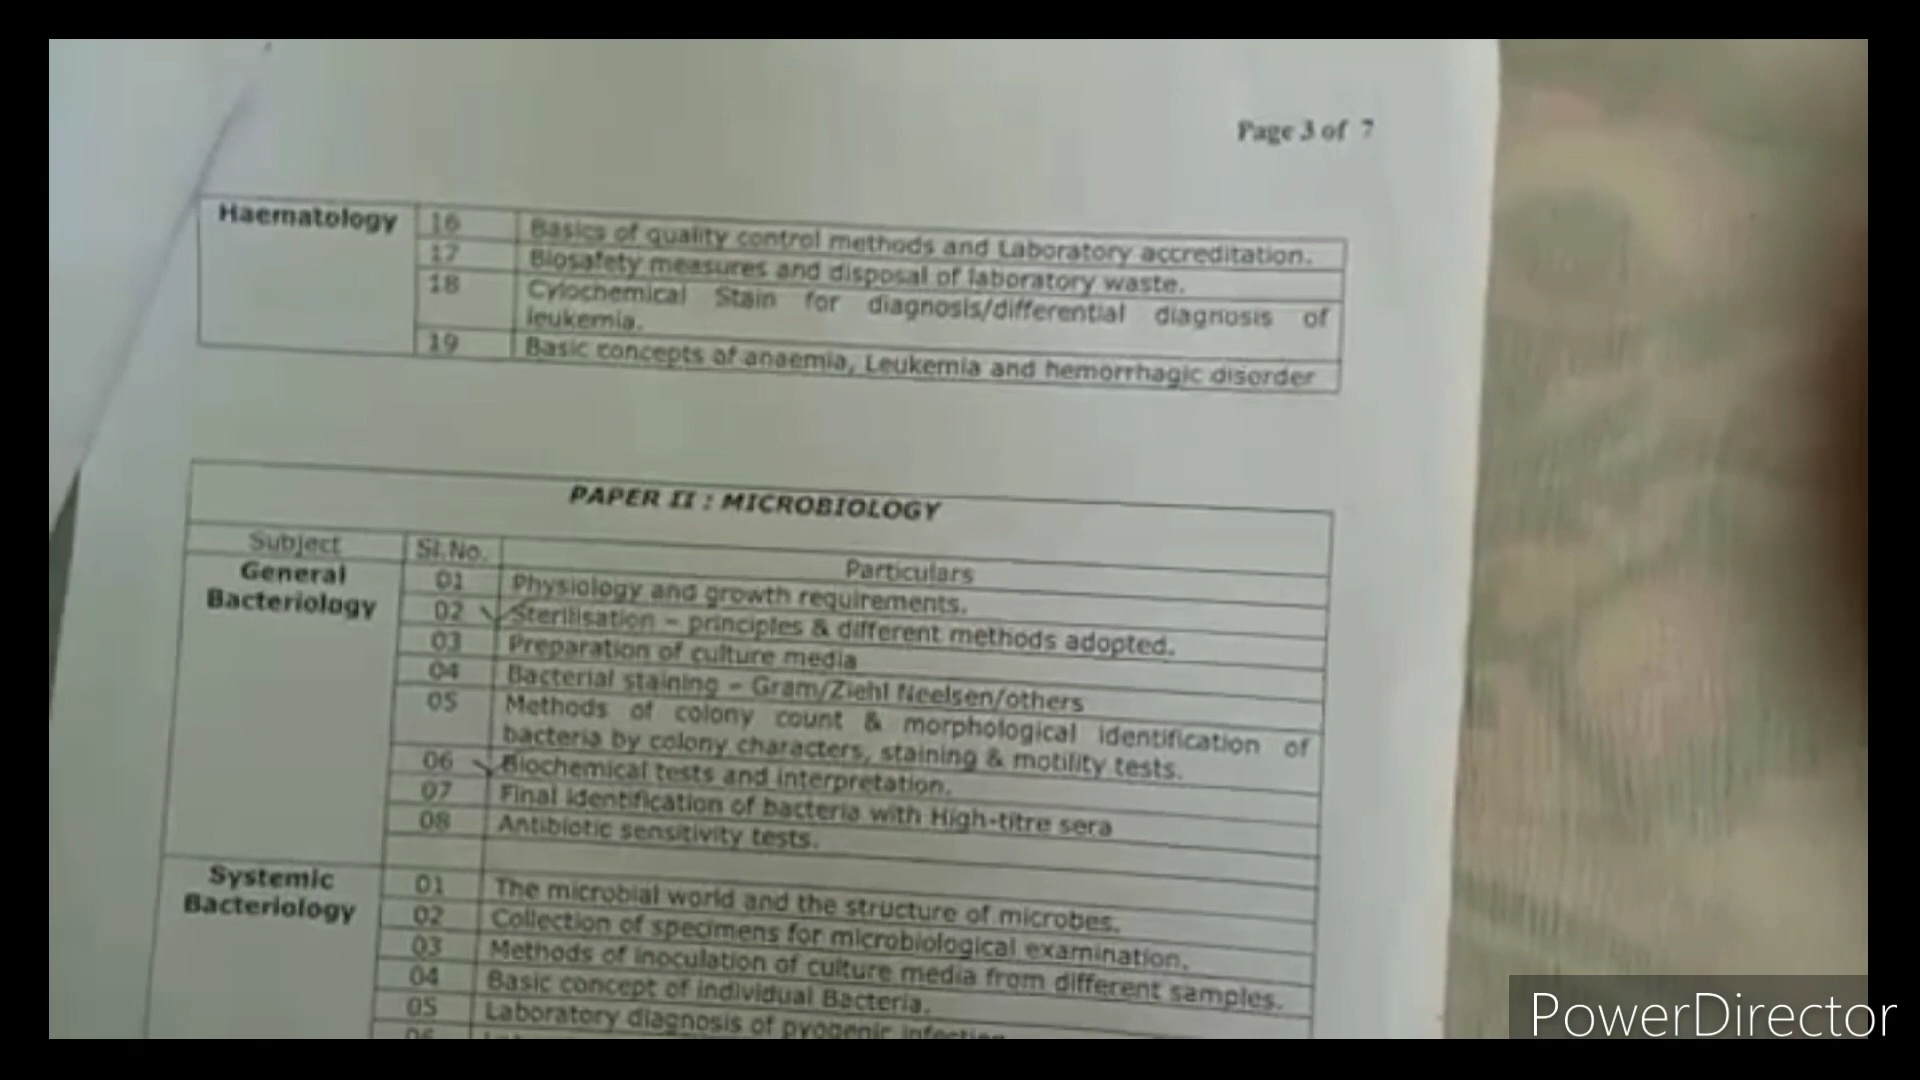 Page 3 of 7
Haematology 16 Basics of quality control methods and Laboratory accreditation.
17 Biosafety measures and disposal of laboratory waste.
18 Cytochemical Stain for diagnosis/differential diagnosis of
leukemia.
19 Basic concepts of anaemia, Leukemia and hemorrhagic disorder
PAPER II : MICROBIOLOGY
Subject Sl.No. Particulars
General Bacteriology 01 Physiology and growth requirements.
02 Sterilisation – principles & different methods adopted.
03 Preparation of culture media
04 Bacterial staining – Gram/Ziehl Neelsen/others
05 Methods of colony count & morphological identification of
bacteria by colony characters, staining & motility tests.
06 Biochemical tests and interpretation.
07 Final identification of bacteria with High-titre sera
08 Antibiotic sensitivity tests.
Systemic Bacteriology 01 The microbial world and the structure of microbes.
02 Collection of specimens for microbiological examination.
03 Methods of inoculation of culture media from different samples.
04 Basic concept of individual Bacteria.
05 Laboratory diagnosis of pyogenic infection
06
PowerDirector